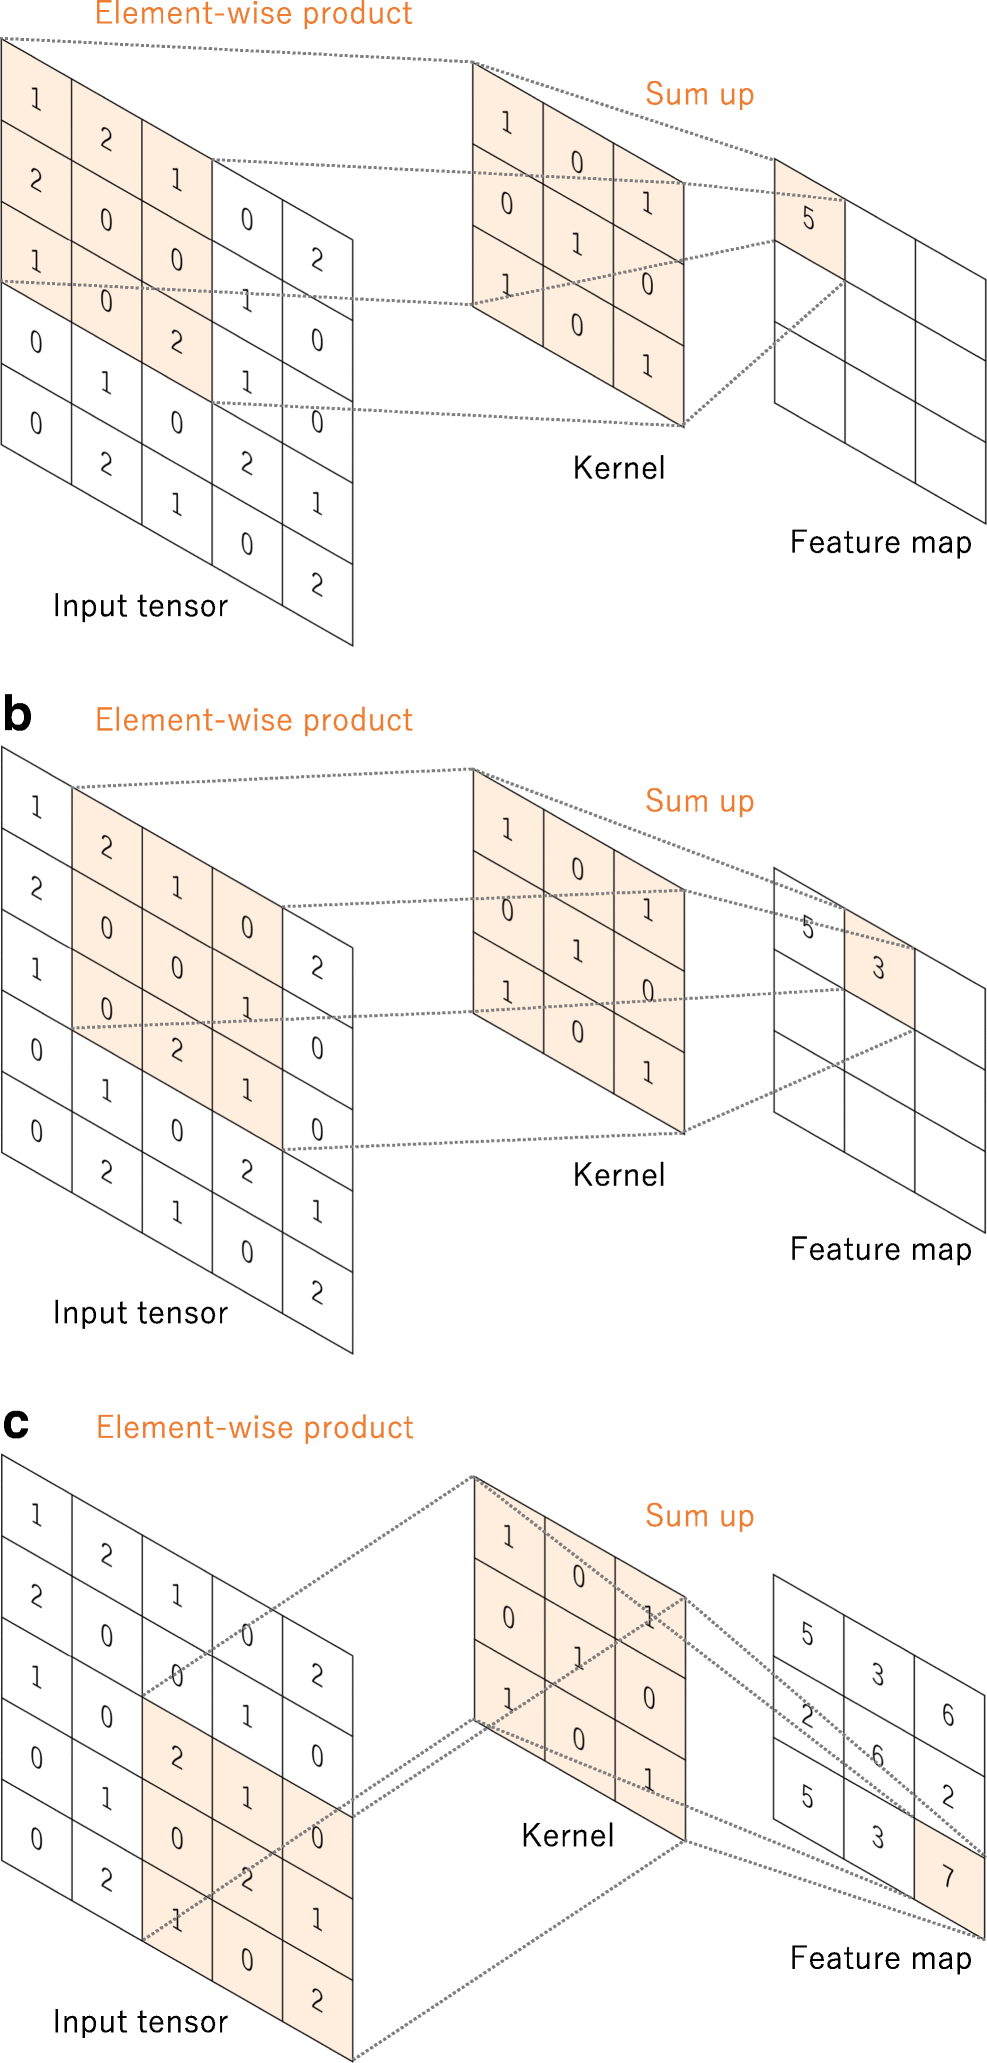 Element-wise product
Sum up
1 2 1 0 2
2 0 0 1 0
1 0 2 1 0
0 1 0 2 1
0 2 1 0 2
1 0 1
0 1 0
1 0 1
5
Kernel
Feature map
Input tensor
b
Element-wise product
Sum up
1 2 1 0 2
2 0 0 1 0
1 0 2 1 0
0 1 0 2 1
0 2 1 0 2
1 0 1
0 1 0
1 0 1
5 3
Kernel
Feature map
Input tensor
c
Element-wise product
Sum up
1 2 1 0 2
2 0 0 1 0
1 0 2 1 0
0 1 0 2 1
0 2 1 0 2
1 0 1
0 1 0
1 0 1
5 3 6
2 6 2
5 3 7
Kernel
Feature map
Input tensor